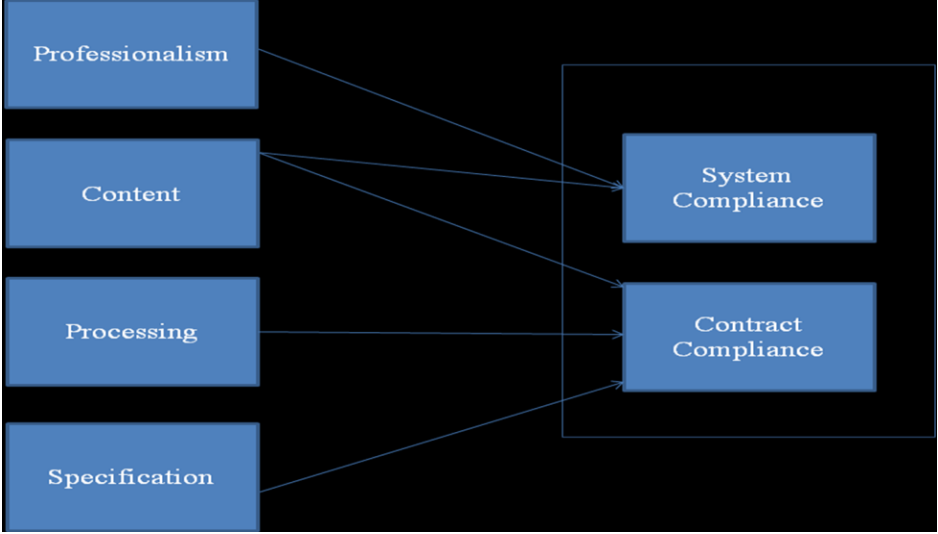 Professionalism
Content
Processing
Specification
System
Compliance
Contract
Compliance